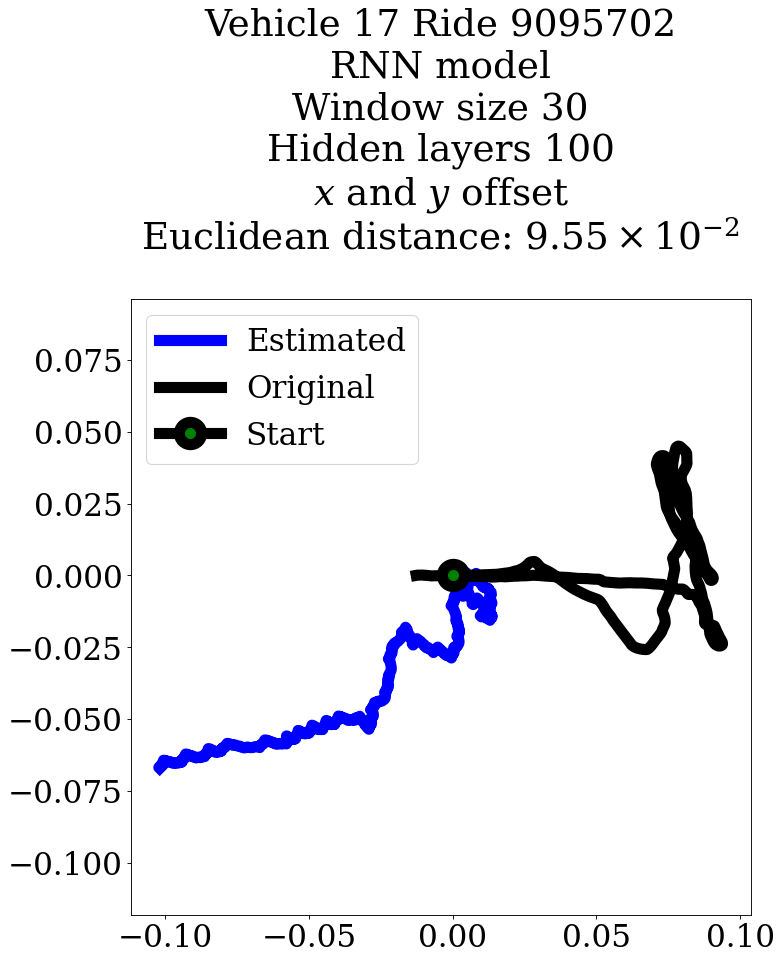 Vehicle 17 Ride 9095702
RNN model
Window size 30
Hidden layers 100
x and y offset
Euclidean distance: 9.55 × 10⁻²
Estimated
Original
Start
0.075
0.050
0.025
0.000
−0.025
−0.050
−0.075
−0.100
−0.10 −0.05 0.00 0.05 0.10